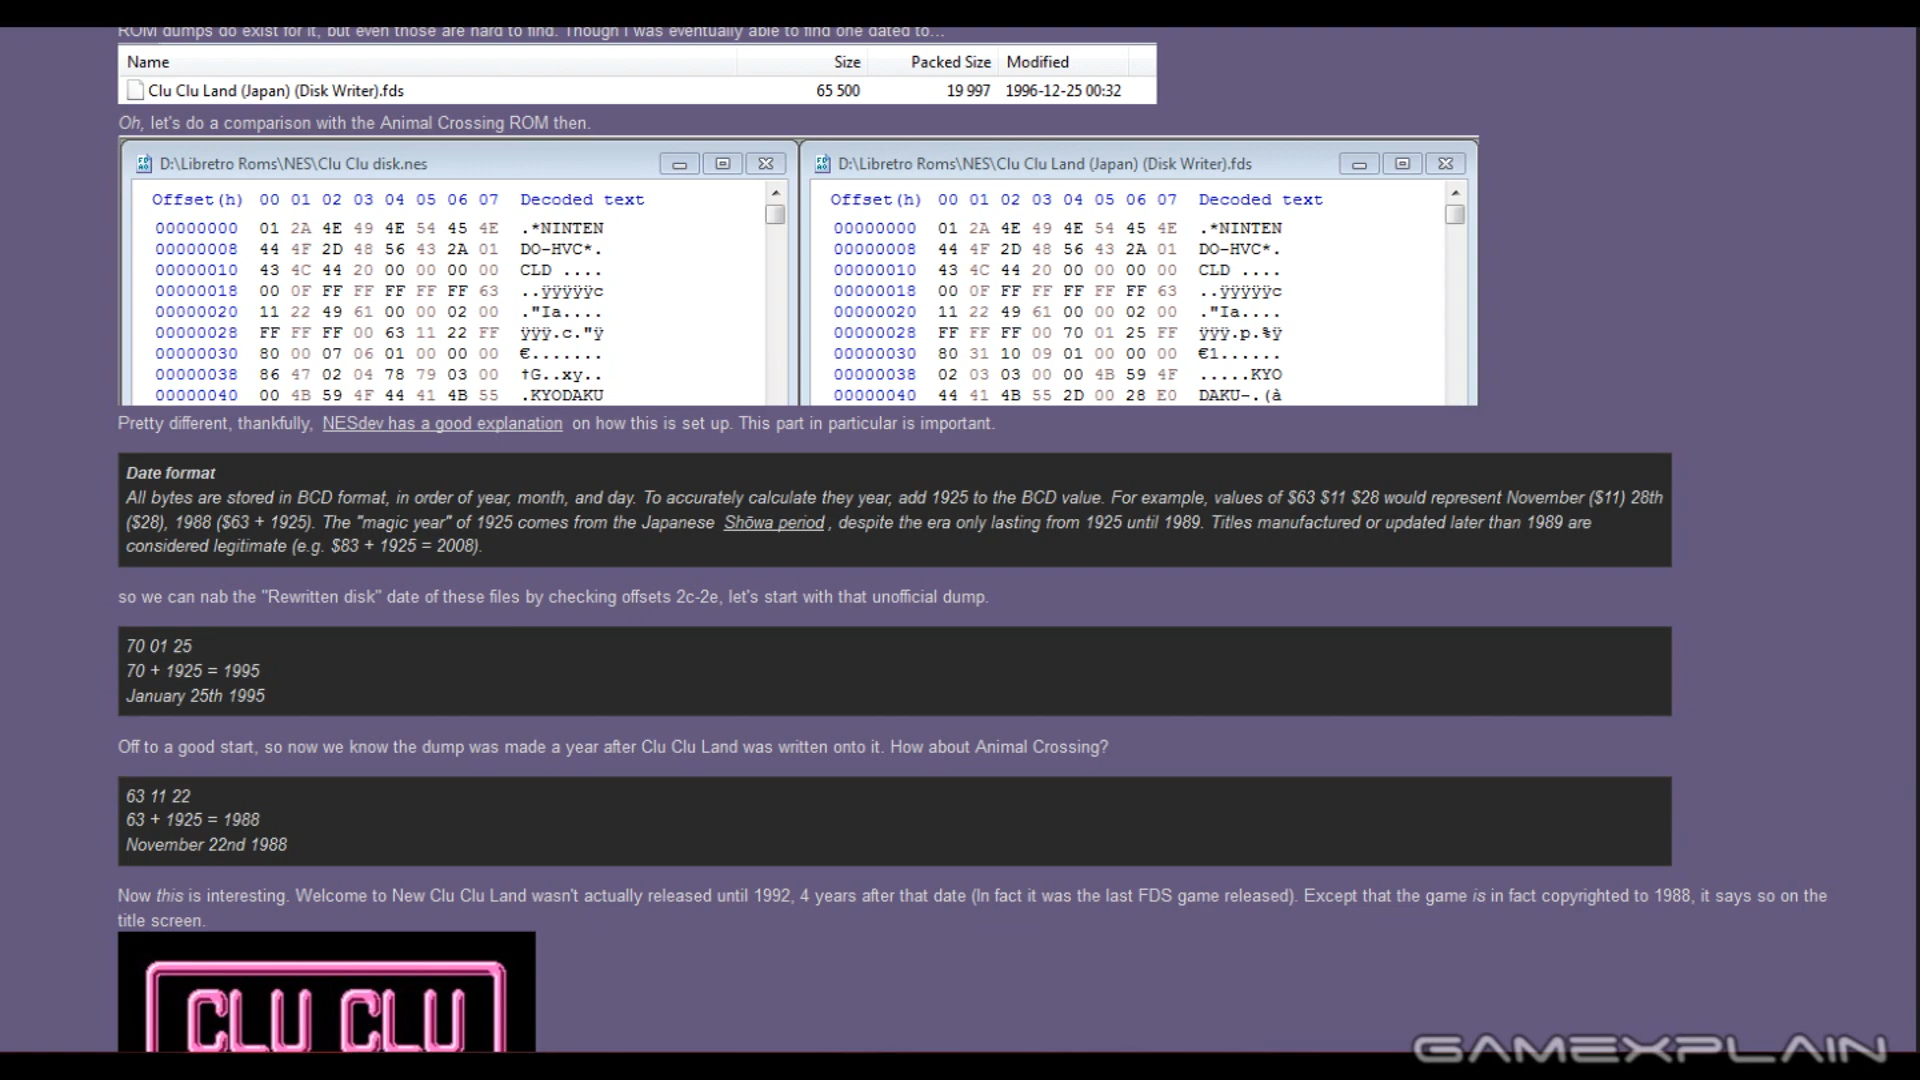 ROM dumps do exist for it, but even those are hard to find. Though I was eventually able to find one dated to...
Name Size Packed Size Modified
Clu Clu Land (Japan) (Disk Writer).fds 65 500 19 997 1996-12-25 00:32
Oh, let's do a comparison with the Animal Crossing ROM then.
D:\Libretro Roms\NES\Clu Clu disk.nes
Offset(h) 00 01 02 03 04 05 06 07 Decoded text
00000000 01 2A 4E 49 4E 54 45 4E .*NINTEN
00000008 44 4F 2D 48 56 43 2A 01 DO-HVC*.
00000010 43 4C 44 20 00 00 00 00 CLD ....
00000018 00 0F FF FF FF FF FF 63 ..ÿÿÿÿÿc
00000020 11 22 49 61 00 00 02 00 ."Ia....
00000028 FF FF FF 00 63 11 22 FF ÿÿÿ.c."ÿ
00000030 80 00 07 06 01 00 00 00 €.......
00000038 86 47 02 04 78 79 03 00 †G..xy..
00000040 00 4B 59 4F 44 41 4B 55 .KYODAKU
D:\Libretro Roms\NES\Clu Clu Land (Japan) (Disk Writer).fds
Offset(h) 00 01 02 03 04 05 06 07 Decoded text
00000000 01 2A 4E 49 4E 54 45 4E .*NINTEN
00000008 44 4F 2D 48 56 43 2A 01 DO-HVC*.
00000010 43 4C 44 20 00 00 00 00 CLD ....
00000018 00 0F FF FF FF FF FF 63 ..ÿÿÿÿÿc
00000020 11 22 49 61 00 00 02 00 ."Ia....
00000028 FF FF FF 00 70 01 25 FF ÿÿÿ.p.%ÿ
00000030 80 31 10 09 01 00 00 00 €1......
00000038 02 03 03 00 00 4B 59 4F .....KYO
00000040 44 41 4B 55 2D 00 28 E0 DAKU-.(à
Pretty different, thankfully, NESdev has a good explanation on how this is set up. This part in particular is important.
Date format
All bytes are stored in BCD format, in order of year, month, and day. To accurately calculate they year, add 1925 to the BCD value. For example, values of $63 $11 $28 would represent November ($11) 28th
($28), 1988 ($63 + 1925). The "magic year" of 1925 comes from the Japanese Shōwa period , despite the era only lasting from 1925 until 1989. Titles manufactured or updated later than 1989 are
considered legitimate (e.g. $83 + 1925 = 2008).
so we can nab the "Rewritten disk" date of these files by checking offsets 2c-2e, let's start with that unofficial dump.
70 01 25
70 + 1925 = 1995
January 25th 1995
Off to a good start, so now we know the dump was made a year after Clu Clu Land was written onto it. How about Animal Crossing?
63 11 22
63 + 1925 = 1988
November 22nd 1988
Now this is interesting. Welcome to New Clu Clu Land wasn't actually released until 1992, 4 years after that date (In fact it was the last FDS game released). Except that the game is in fact copyrighted to 1988, it says so on the
title screen.
CLU CLU
GAMEXPLAIN